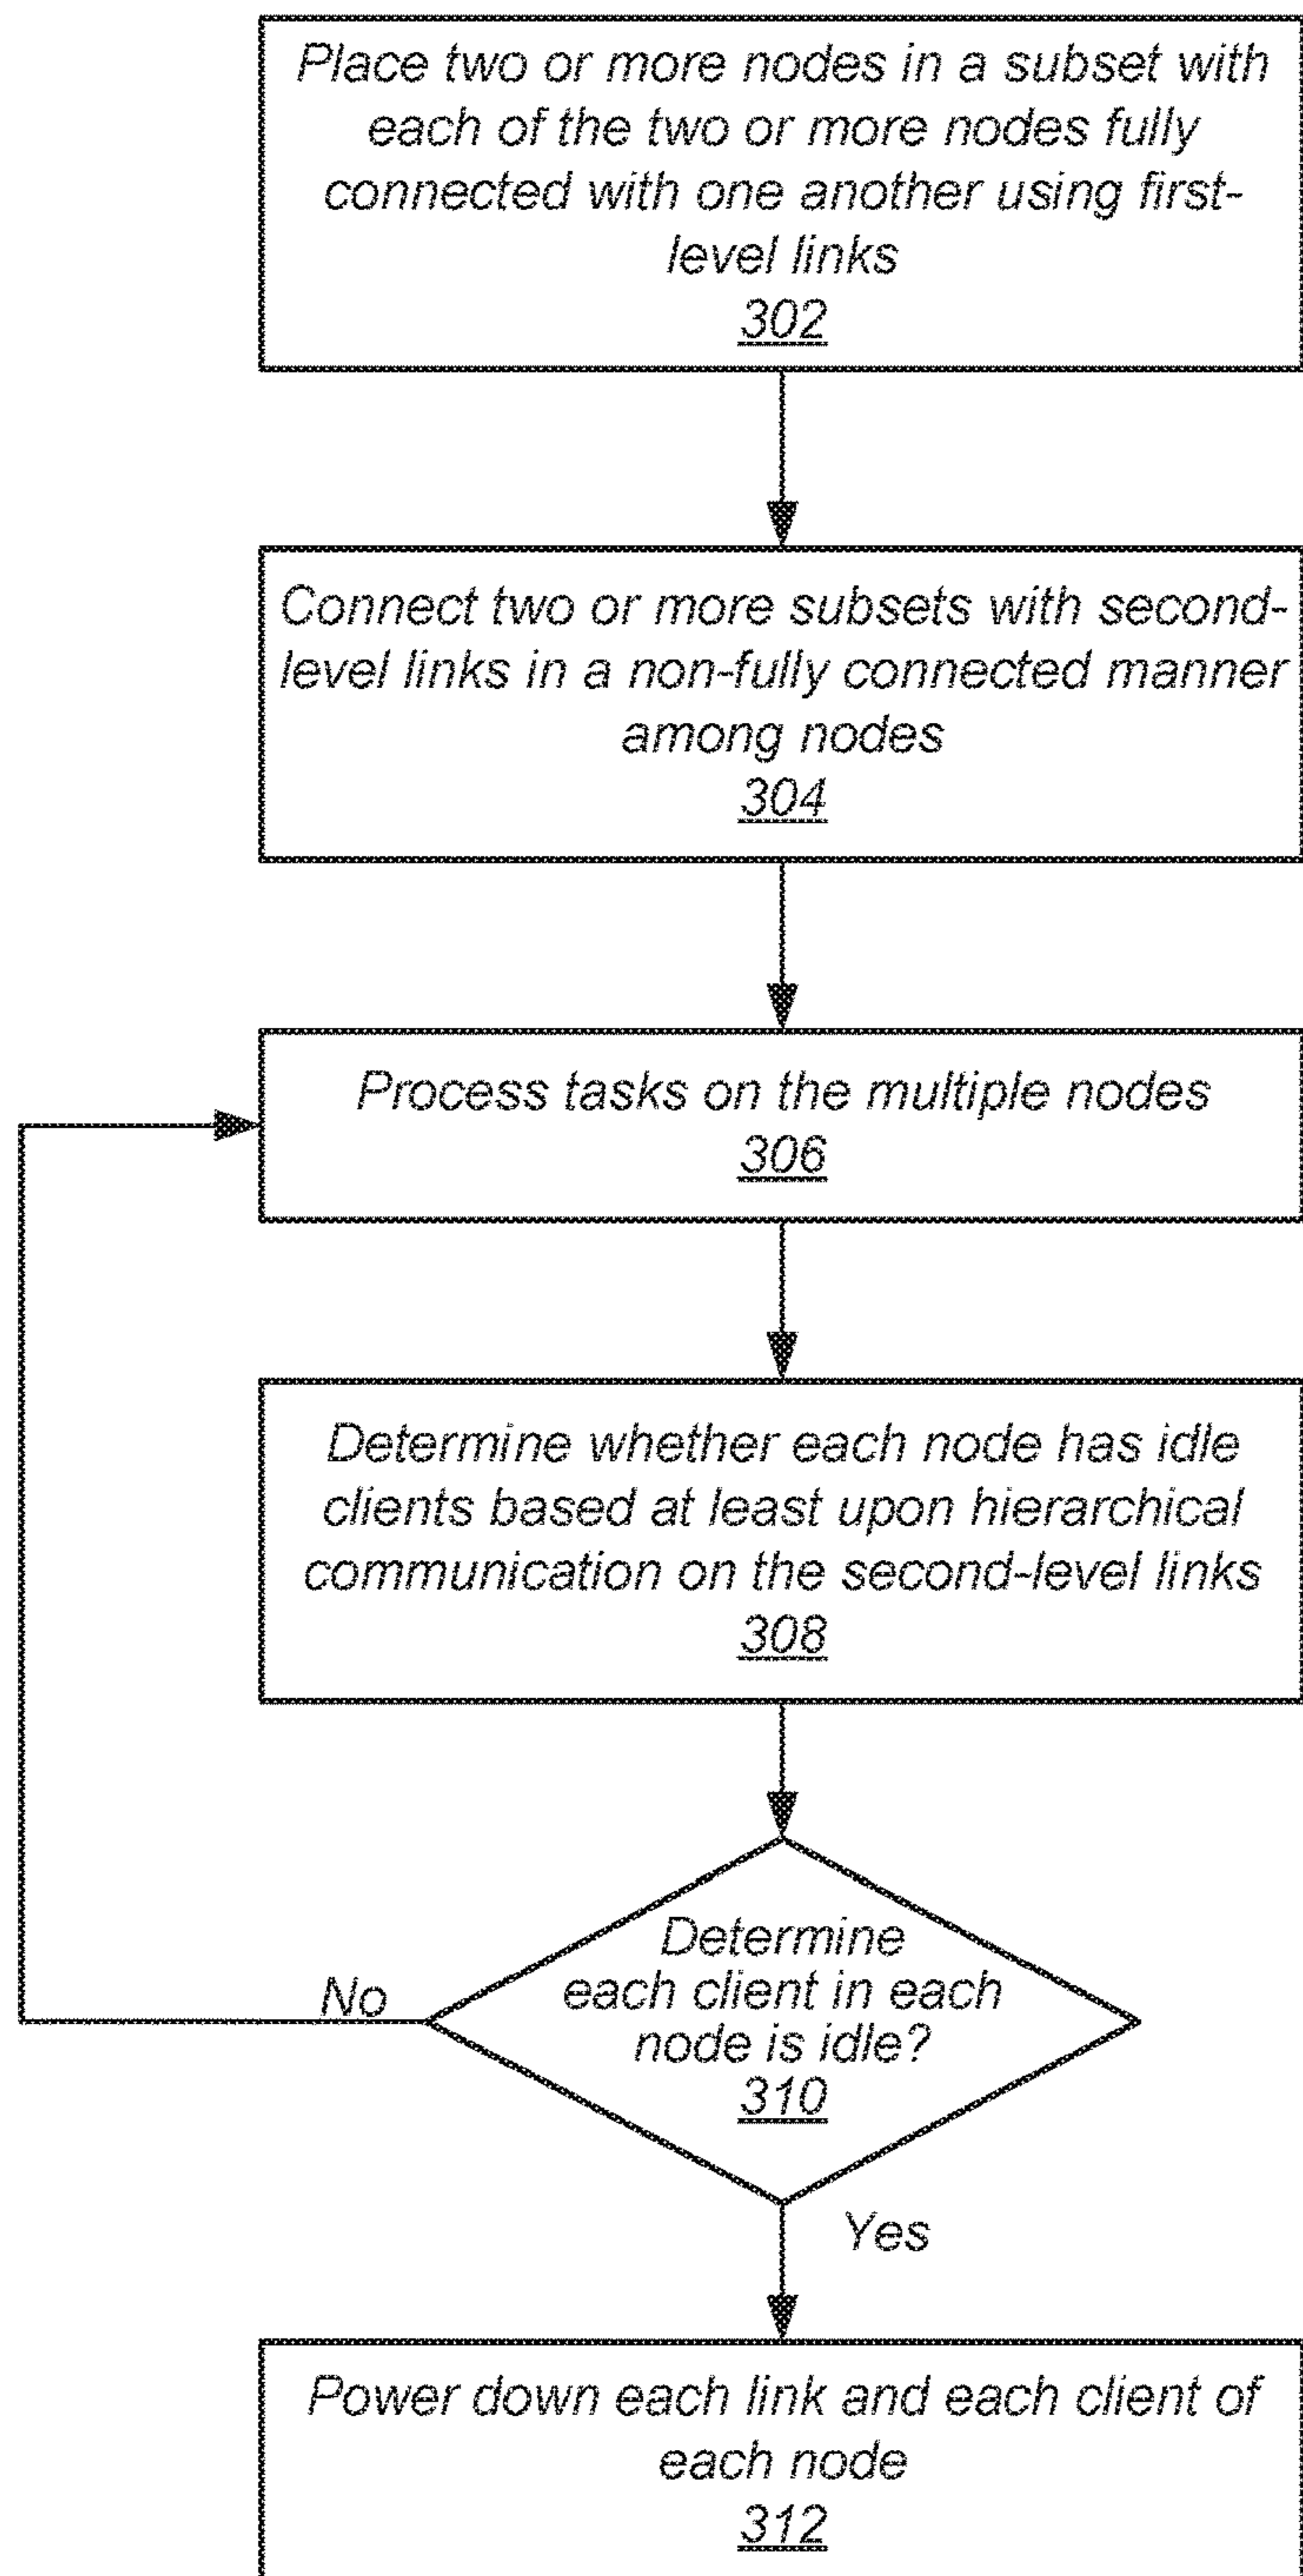 Place two or more nodes in a subset with
each of the two or more nodes fully
connected with one another using first-
level links
302
Connect two or more subsets with second-
level links in a non-fully connected manner
among nodes
304
Process tasks on the multiple nodes
306
Determine whether each node has idle
clients based at least upon hierarchical
communication on the second-level links
308
Determine
each client in each
node is idle?
310
No
Yes
Power down each link and each client of
each node
312